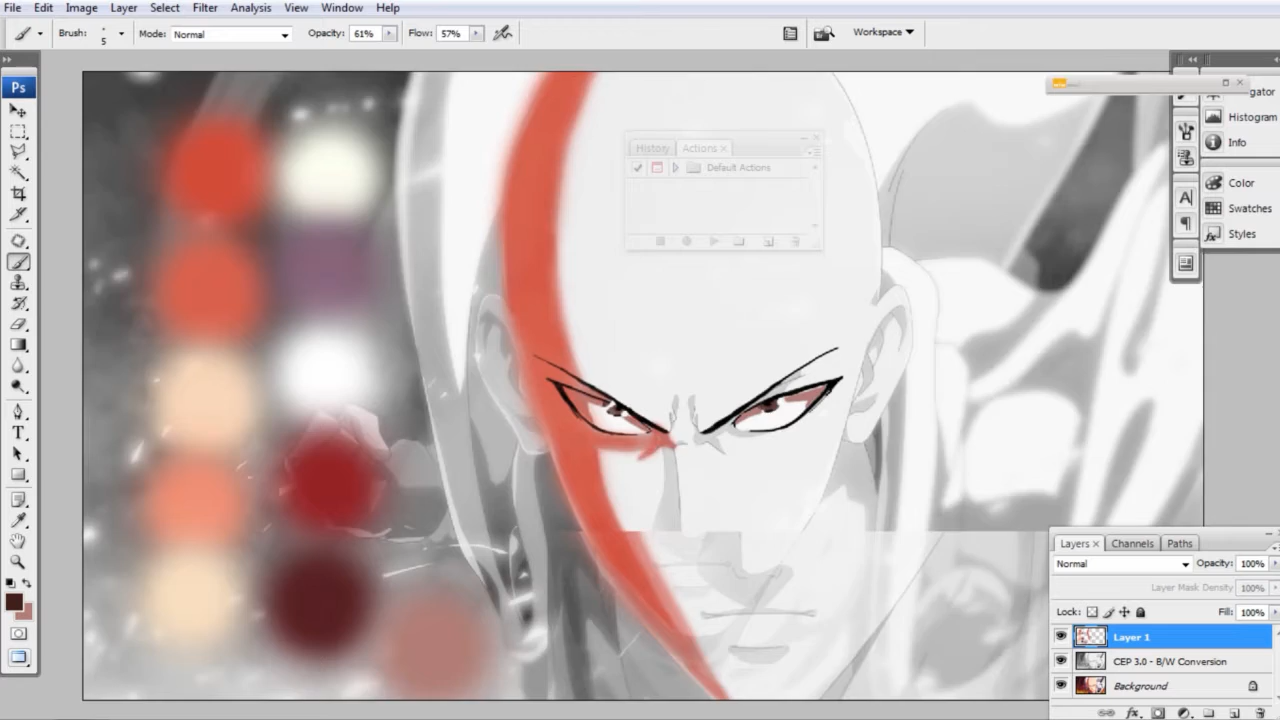 File Edit Image Layer Select Filter Analysis View Window Help
Brush: 5 Mode: Normal Opacity: 61% Flow: 57% Workspace
Ps
History Actions
Default Actions
gator
Histogram
Info
Color
Swatches
Styles
A
T
Layers Channels Paths
Normal Opacity: 100%
Layer Mask Density: 100%
Lock: Fill: 100%
Layer 1
CEP 3.0 - B/W Conversion
Background
fx